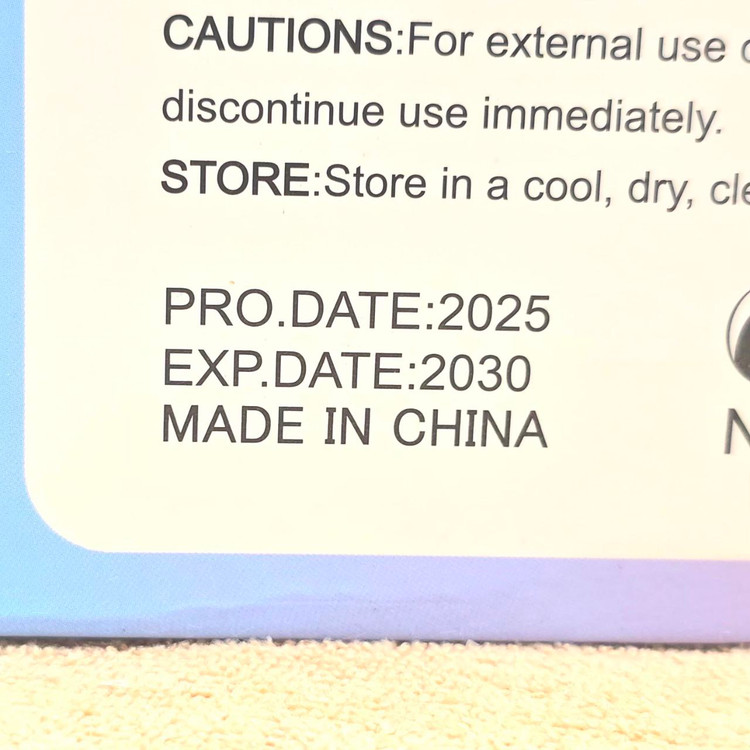 CAUTIONS:For external use
discontinue use immediately.
STORE:Store in a cool, dry,
PRO.DATE:2025
EXP.DATE:2030
MADE IN CHINA